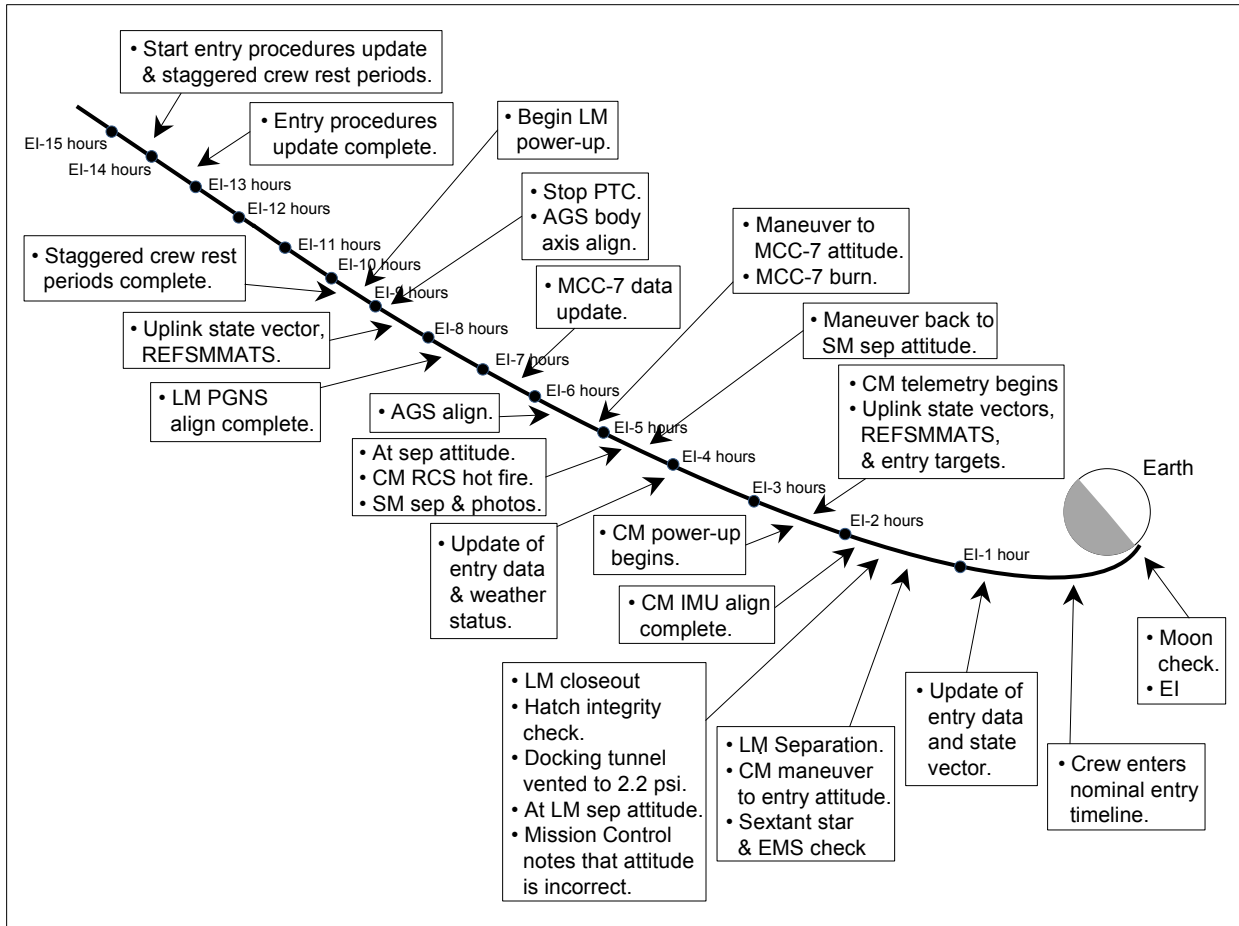 • Start entry procedures update
& staggered crew rest periods.
• Entry procedures
update complete.
• Begin LM
power-up.
EI-15 hours
EI-14 hours
EI-13 hours
EI-12 hours
EI-11 hours
EI-10 hours
EI-9 hours
EI-8 hours
EI-7 hours
EI-6 hours
EI-5 hours
EI-4 hours
EI-3 hours
EI-2 hours
EI-1 hour
• Stop PTC.
• AGS body
axis align.
• Maneuver to
MCC-7 attitude.
• MCC-7 burn.
• Staggered crew rest
periods complete.
• MCC-7 data
update.
• Uplink state vector,
REFSMMATS.
• Maneuver back to
SM sep attitude.
• LM PGNS
align complete.
• AGS align.
• CM telemetry begins
• Uplink state vectors,
REFSMMATS,
& entry targets.
Earth
• At sep attitude.
• CM RCS hot fire.
• SM sep & photos.
• Update of
entry data
& weather
status.
• CM power-up
begins.
• CM IMU align
complete.
• LM closeout
• Hatch integrity
check.
• Docking tunnel
vented to 2.2 psi.
• At LM sep attitude.
• Mission Control
notes that attitude
is incorrect.
• LM Separation.
• CM maneuver
to entry attitude.
• Sextant star
& EMS check
• Update of
entry data
and state
vector.
• Crew enters
nominal entry
timeline.
• Moon
check.
• EI